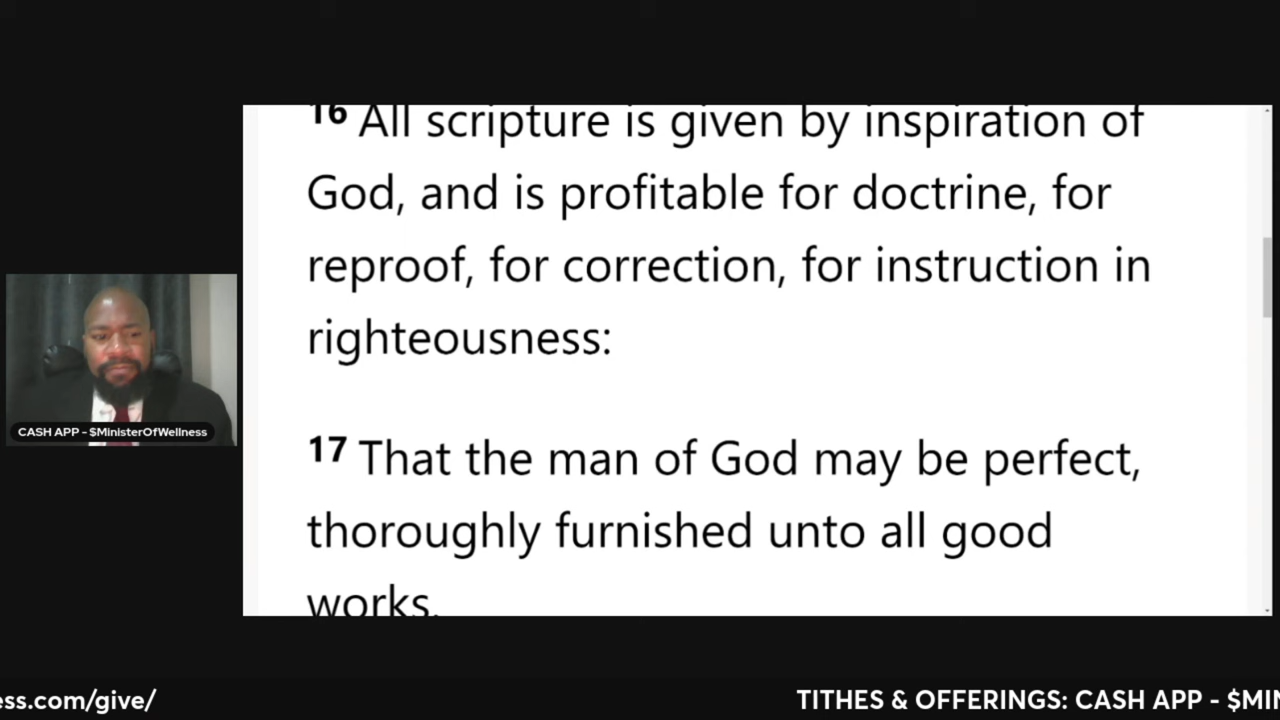 16 All scripture is given by inspiration of
God, and is profitable for doctrine, for
reproof, for correction, for instruction in
righteousness:
17 That the man of God may be perfect,
thoroughly furnished unto all good
works.
CASH APP - $MinisterOfWellness
ess.com/give/
TITHES & OFFERINGS: CASH APP - $MIN